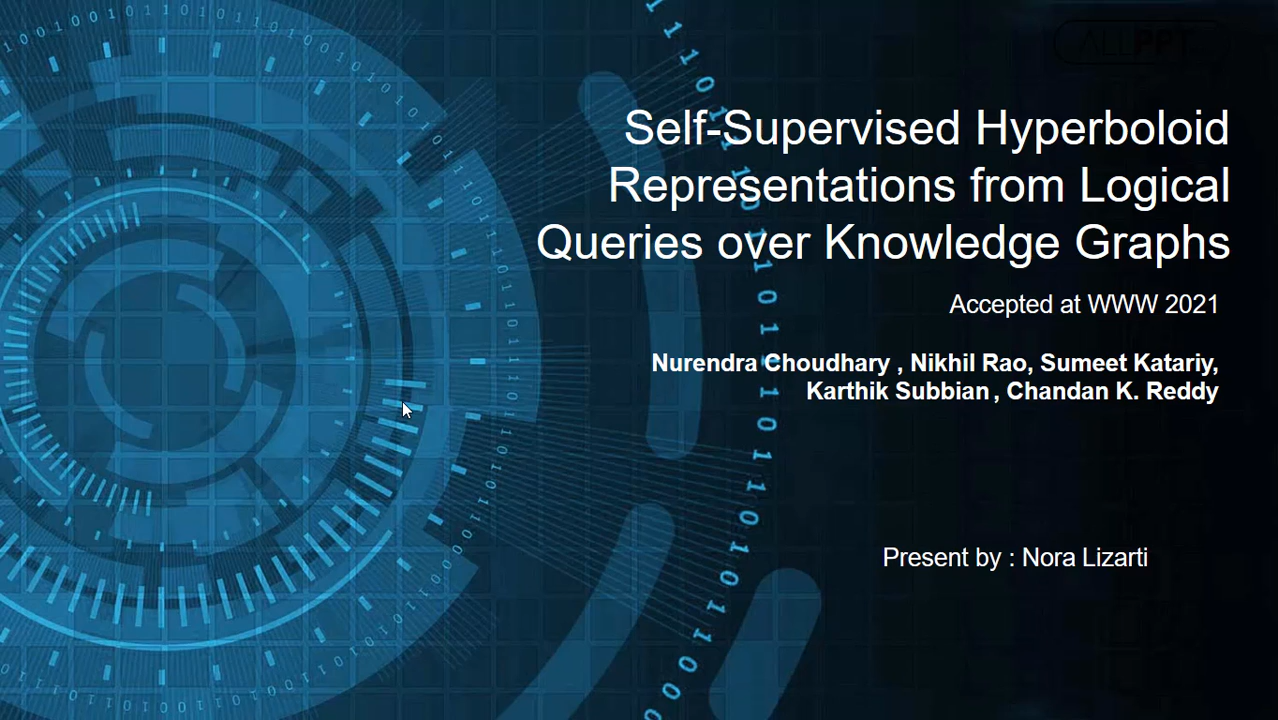 ALLPPT
Self-Supervised Hyperboloid
Representations from Logical
Queries over Knowledge Graphs
Accepted at WWW 2021
Nurendra Choudhary , Nikhil Rao, Sumeet Katariy,
Karthik Subbian , Chandan K. Reddy
Present by : Nora Lizarti